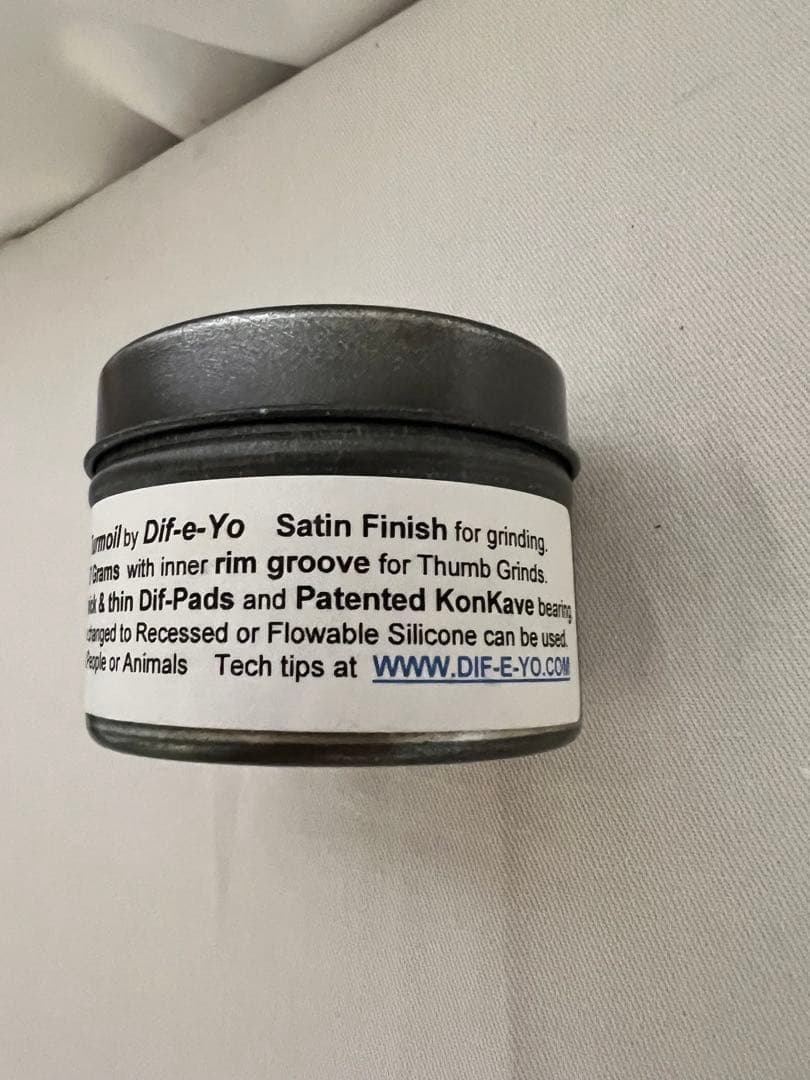 by Dif-e-Yo Satin Finish for grinding.
Grams with inner rim groove for Thumb Grinds.
& thin Dif-Pads and Patented KonKave bearing
changed to Recessed or Flowable Silicone can be used.
People or Animals Tech tips at WWW.DIF-E-YO.COM